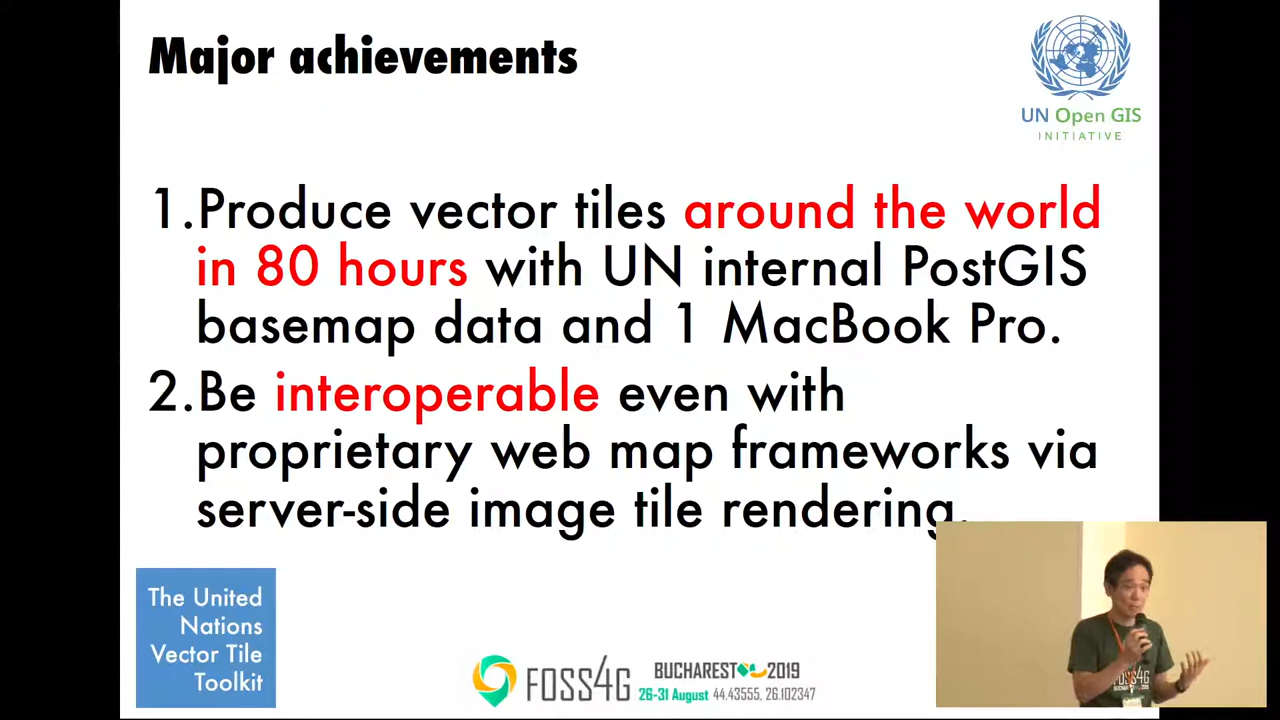 Major achievements
UN Open GIS
INITIATIVE
1.Produce vector tiles around the world
in 80 hours with UN internal PostGIS
basemap data and 1 MacBook Pro.
2.Be interoperable even with
proprietary web map frameworks via
server-side image tile rendering.
The United
Nations
Vector Tile
Toolkit
FOSS4G
BUCHAREST 2019
26-31 August 44.43555, 26.102347
FOSS4G